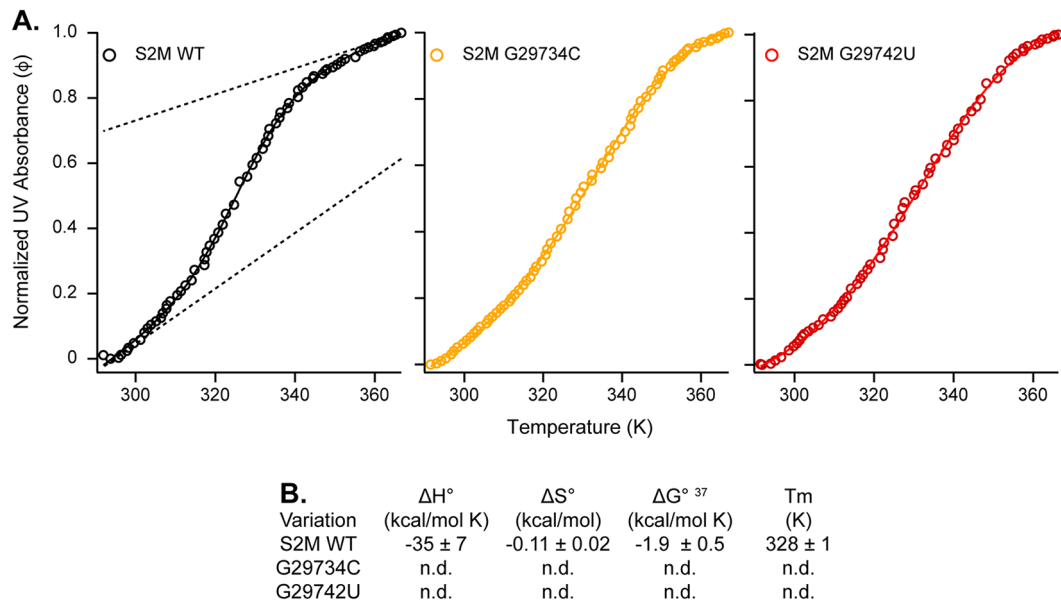 A.
Normalized UV Absorbance (ϕ)
1.0
0.8
0.6
0.4
0.2
0
S2M WT
S2M G29734C
S2M G29742U
300 320 340 360
300 320 340 360
300 320 340 360
Temperature (K)
B.
ΔH° ΔS° ΔG° 37 Tm
Variation (kcal/mol K) (kcal/mol) (kcal/mol K) (K)
S2M WT -35 ± 7 -0.11 ± 0.02 -1.9 ± 0.5 328 ± 1
G29734C n.d. n.d. n.d. n.d.
G29742U n.d. n.d. n.d. n.d.